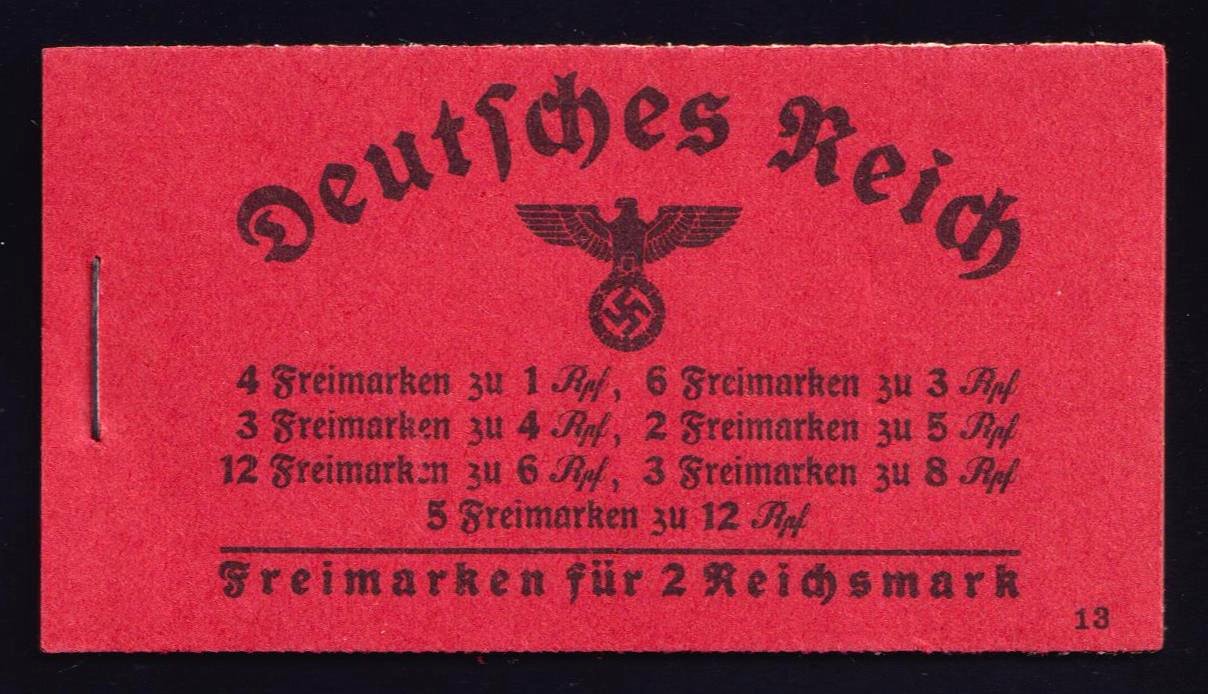 Deutsches Reich
4 Freimarken zu 1 Rpf, 6 Freimarken zu 3 Rpf
3 Freimarken zu 4 Rpf, 2 Freimarken zu 5 Rpf
12 Freimarken zu 6 Rpf, 3 Freimarken zu 8 Rpf
5 Freimarken zu 12 Rpf
Freimarken für 2 Reichsmark
13